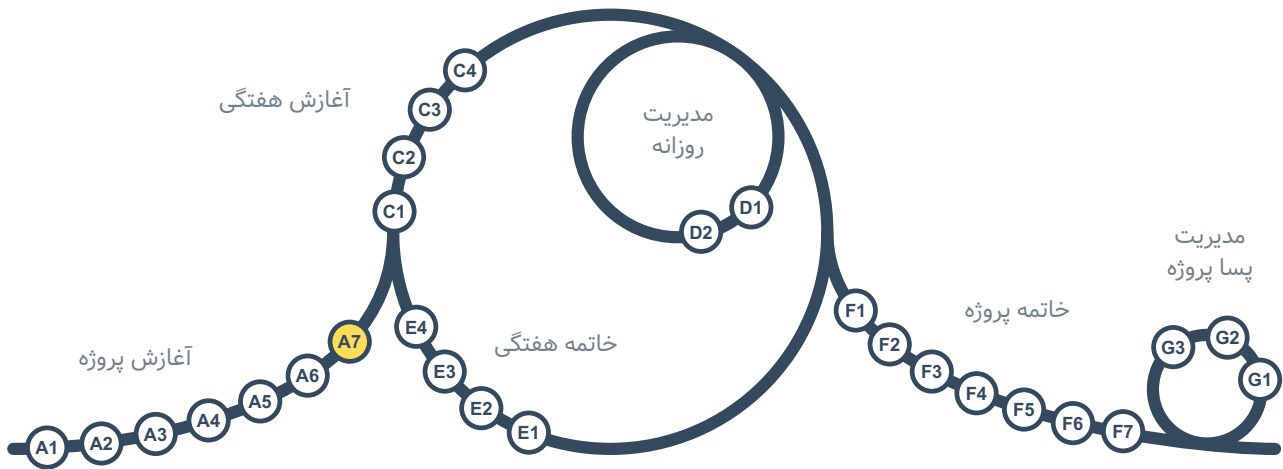 آغازش پروژه
A1
A2
A3
A4
A5
A6
A7
آغازش هفتگی
C1
C2
C3
C4
مدیریت
روزانه
D1
D2
خاتمه هفتگی
E1
E2
E3
E4
خاتمه پروژه
F1
F2
F3
F4
F5
F6
F7
مدیریت
پسا پروژه
G1
G2
G3